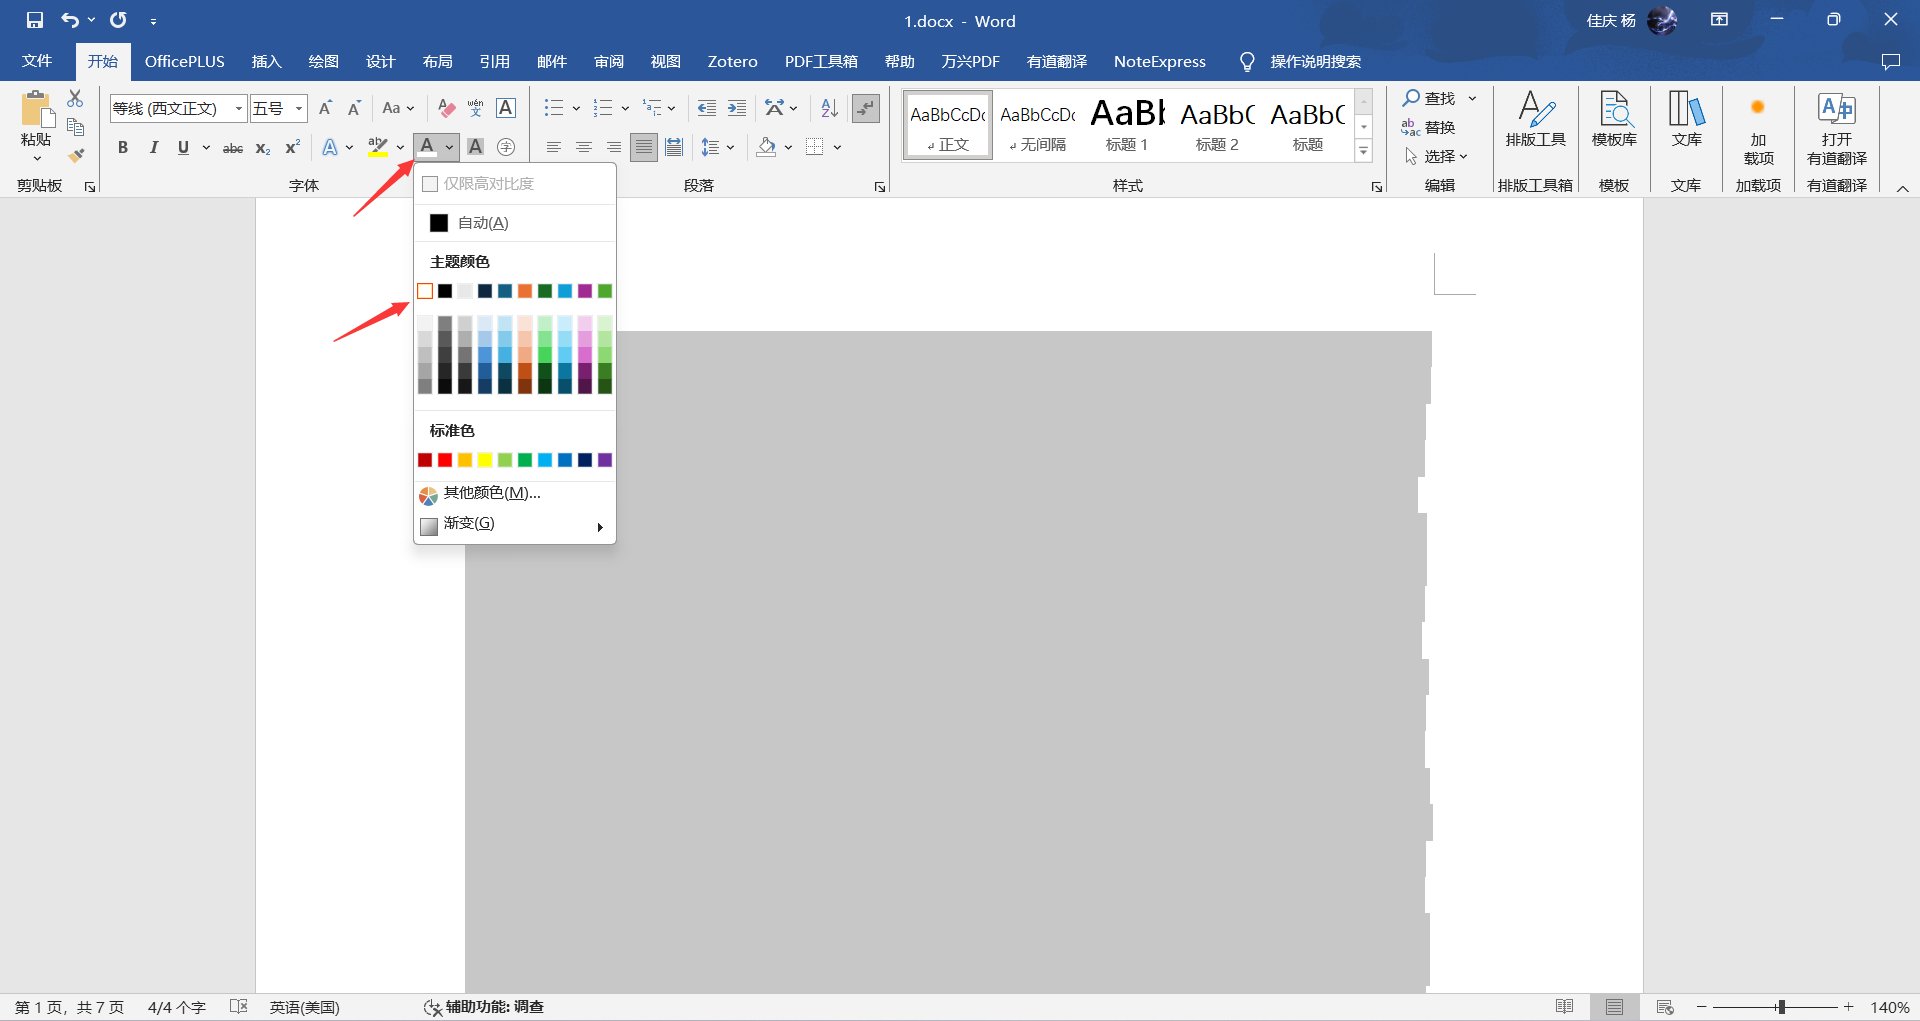 1.docx - Word
佳庆 杨
文件 开始 OfficePLUS 插入 绘图 设计 布局 引用 邮件 审阅 视图 Zotero PDF工具箱 帮助 万兴PDF 有道翻译 NoteExpress 操作说明搜索
粘贴
剪贴板
等线 (西文正文) 五号 A A Aa A wén 文 A
B I U abc x₂ x² A ab A A 字
字体
A Z
段落
AaBbCcDc AaBbCcDc AaBb AaBbC AaBbC
正文 无间隔 标题 1 标题 2 标题
样式
查找
ab ac 替换
选择
编辑
排版工具
排版工具箱
模板库
模板
文库
文库
加
载项
加载项
打开
有道翻译
有道翻译
仅限高对比度
自动(A)
主题颜色
标准色
其他颜色(M)...
渐变(G)
第 1 页，共 7 页 4/4 个字 英语(美国) 辅助功能: 调查 140%